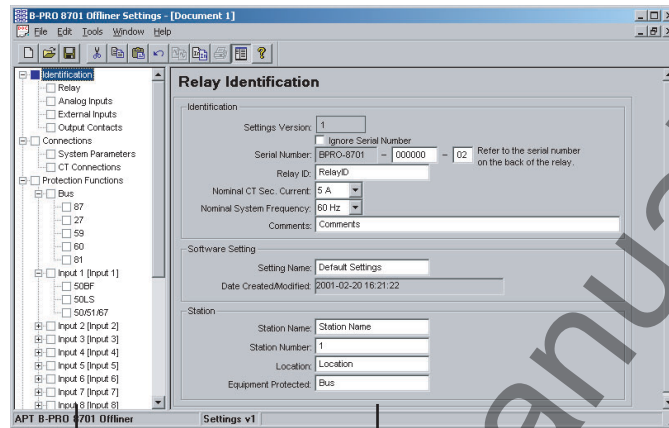 B-PRO 8701 Offliner Settings - [Document 1]
File Edit Tools Window Help
Identification
Relay
Analog Inputs
External Inputs
Output Contacts
Connections
System Parameters
CT Connections
Protection Functions
Bus
87
27
59
60
81
Input 1 [Input 1]
50BF
50LS
50/51/67
Input 2 [Input 2]
Input 3 [Input 3]
Input 4 [Input 4]
Input 5 [Input 5]
Input 6 [Input 6]
Input 7 [Input 7]
Input 8 [Input 8]
Relay Identification
Identification
Settings Version: 1
Ignore Serial Number
Serial Number: BPRO-8701 - 000000 - 02 Refer to the serial number
on the back of the relay.
Relay ID: RelayID
Nominal CT Sec. Current: 5 A
Nominal System Frequency: 60 Hz
Comments: Comments
Software Setting
Setting Name: Default Settings
Date Created/Modified: 2001-02-20 16:21:22
Station
Station Name: Station Name
Station Number: 1
Location: Location
Equipment Protected: Bus
APT B-PRO 8701 Offliner Settings v1